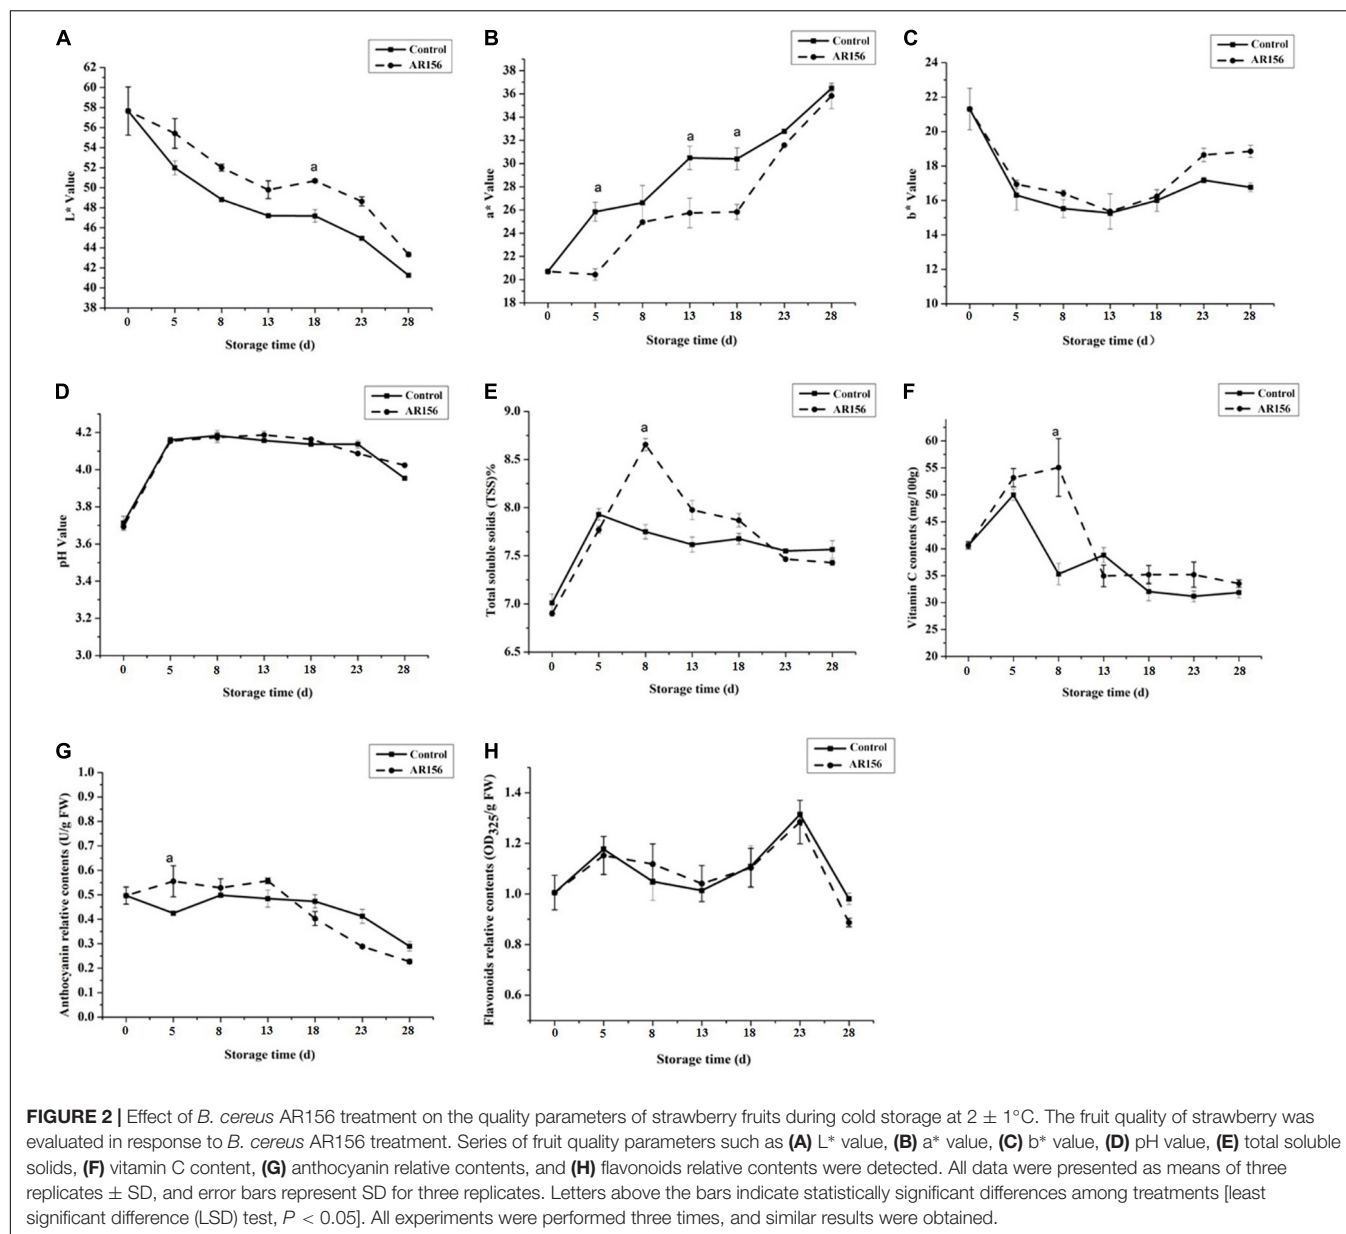 A
Control
AR156
62
60
58
56
54
52
50
48
46
44
42
40
38
L* Value
a
0 5 8 13 18 23 28
Storage time (d)
B
Control
AR156
38
36
34
32
30
28
26
24
22
20
18
a* Value
a
a
a
0 5 8 13 18 23 28
Storage time (d)
C
Control
AR156
24
22
20
18
16
14
12
10
b* Value
0 5 8 13 18 23 28
Storage time (d）
D
Control
AR156
4.2
4.0
3.8
3.6
3.4
3.2
3.0
pH Value
0 5 8 13 18 23 28
Storage time (d)
E
Control
AR156
9.0
8.5
8.0
7.5
7.0
6.5
Total soluble solids (TSS)%
a
0 5 8 13 18 23 28
Storage time (d)
F
Control
AR156
60
55
50
45
40
35
30
25
20
Vitamin C contents (mg/100g)
a
0 5 8 13 18 23 28
Storage time (d)
G
Control
AR156
1.0
0.9
0.8
0.7
0.6
0.5
0.4
0.3
0.2
0.1
0.0
Anthocyanin relative contents (U/g FW)
a
0 5 8 13 18 23 28
Storage time (d)
H
Control
AR156
1.4
1.2
1.0
0.8
0.6
Flavonoids relative contents (OD325/g FW)
0 5 8 13 18 23 28
Storage time (d)
FIGURE 2 | Effect of B. cereus AR156 treatment on the quality parameters of strawberry fruits during cold storage at 2 ± 1°C. The fruit quality of strawberry was
evaluated in response to B. cereus AR156 treatment. Series of fruit quality parameters such as (A) L* value, (B) a* value, (C) b* value, (D) pH value, (E) total soluble
solids, (F) vitamin C content, (G) anthocyanin relative contents, and (H) flavonoids relative contents were detected. All data were presented as means of three
replicates ± SD, and error bars represent SD for three replicates. Letters above the bars indicate statistically significant differences among treatments [least
significant difference (LSD) test, P < 0.05]. All experiments were performed three times, and similar results were obtained.